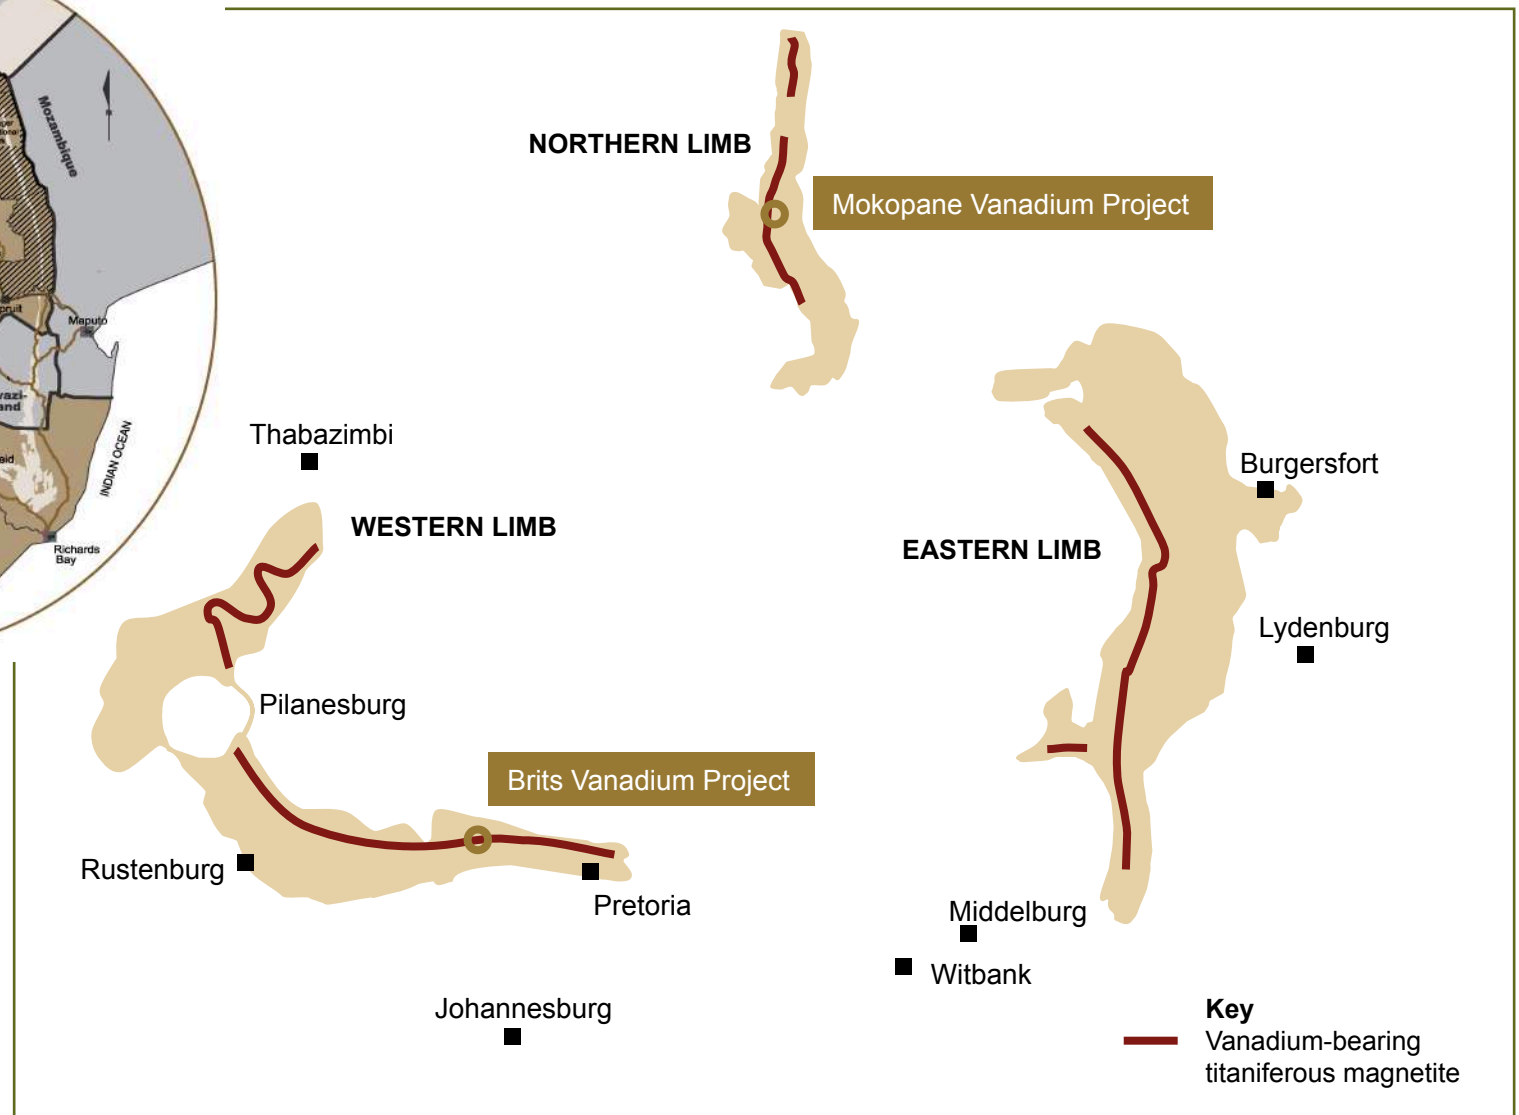 Mozambique
N
Maputo
INDIAN OCEAN
Richards
Bay
NORTHERN LIMB
Mokopane Vanadium Project
Thabazimbi
WESTERN LIMB
Burgersfort
EASTERN LIMB
Lydenburg
Pilanesburg
Brits Vanadium Project
Rustenburg
Pretoria
Middelburg
Witbank
Johannesburg
Key
Vanadium-bearing
titaniferous magnetite